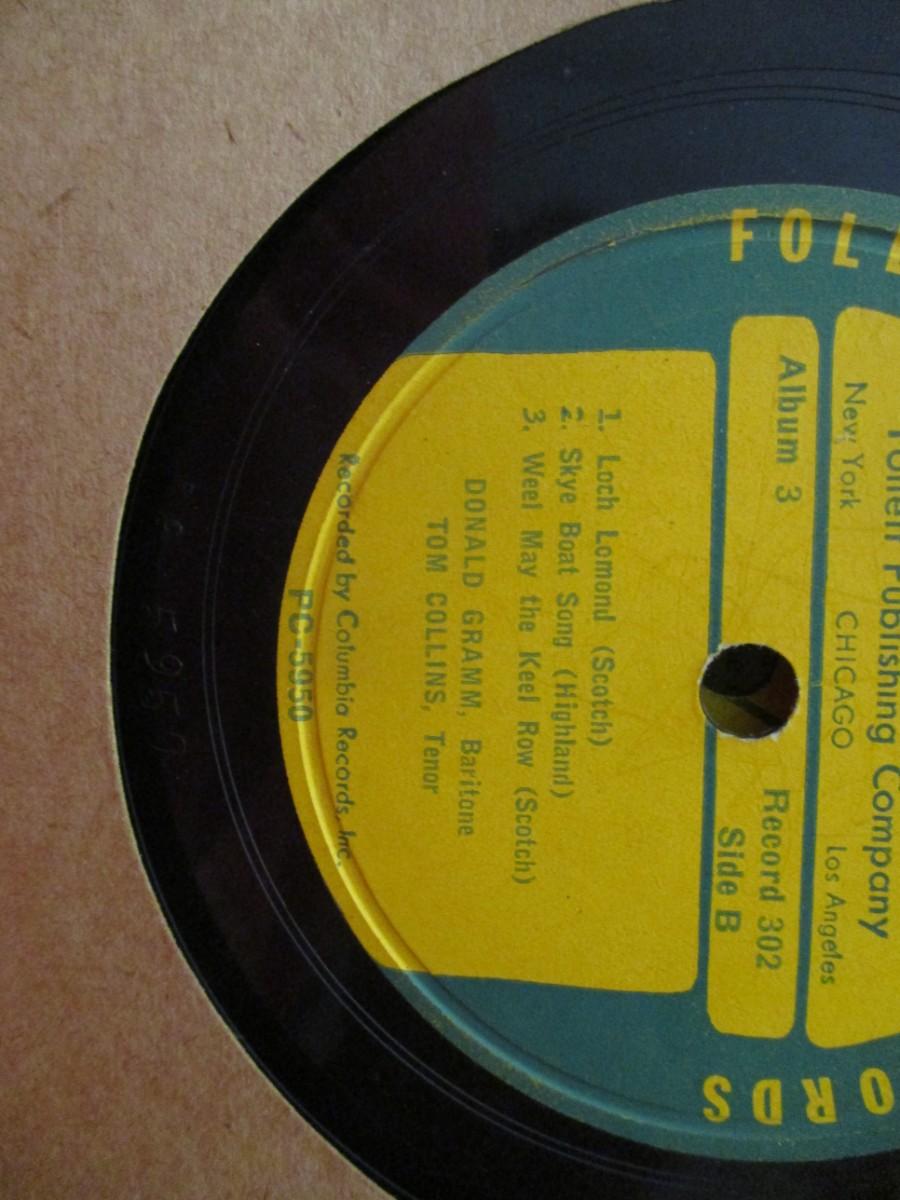 FOLL
ORDS
Follett Publishing Company
New York CHICAGO Los Angeles
Album 3 Record 302
Side B
1. Loch Lomond (Scotch)
2. Skye Boat Song (Highland)
3. Weel May the Keel Row (Scotch)
DONALD GRAMM, Baritone
TOM COLLINS, Tenor
Recorded by Columbia Records, Inc.
PC-5950